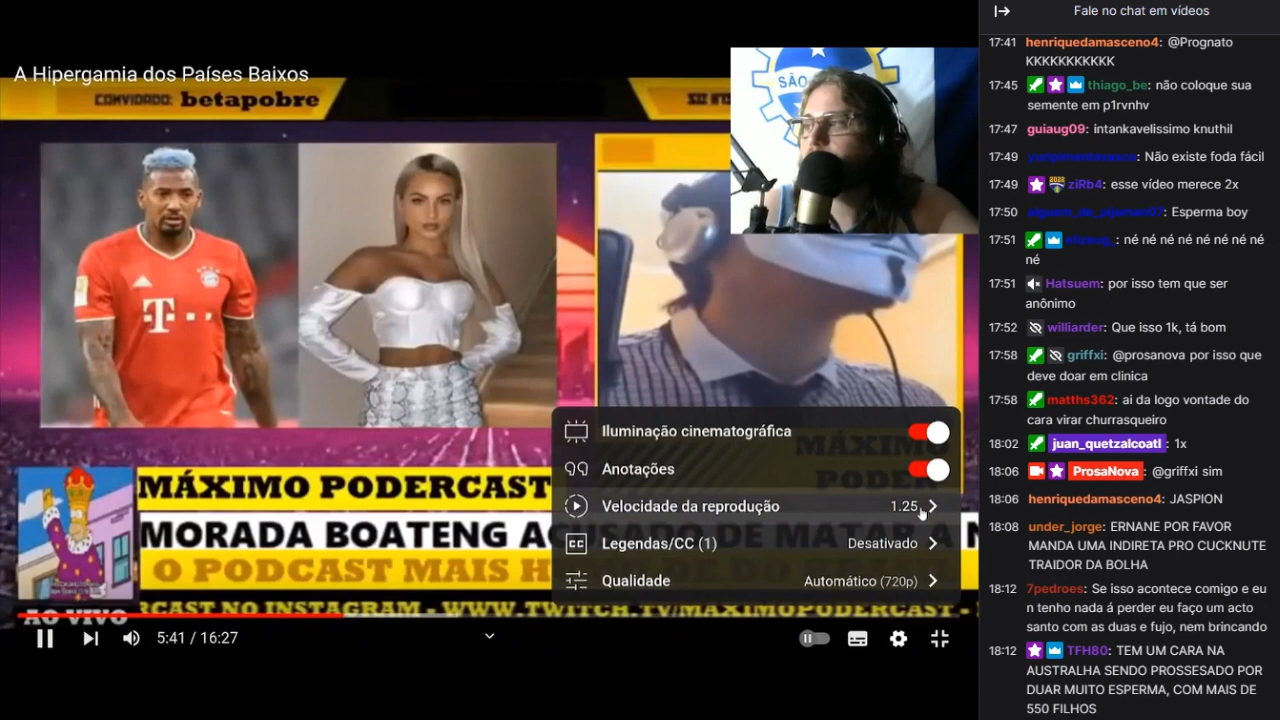 A Hipergamia dos Países Baixos
CONVIDADO: betapobre
SÃO
T
MÁXIMO PODERCAST
MORADA BOATENG ACUSADO DE MATAR A N
O PODCAST MAIS H
MÁXIMO
PODER
AO VIVO
RCAST NO INSTAGRAM - WWW.TWITCH.TV/MAXIMOPODERCAST -
Iluminação cinematográfica
Anotações
Velocidade da reprodução 1.25
CC Legendas/CC (1) Desativado
Qualidade Automático (720p)
5:41 / 16:27
Fale no chat em vídeos
17:41 henriquedamasceno4: @Prognato
KKKKKKKKKKK
17:45 thiago_be: não coloque sua
semente em p1rvnhv
17:47 guiaug09: intankavelissimo knuthil
17:49 Não existe foda fácil
17:49 ziRb4: esse vídeo merece 2x
17:50 Esperma boy
17:51 né né né né né né né né
né
17:51 Hatsuem: por isso tem que ser
anônimo
17:52 williarder: Que isso 1k, tá bom
17:58 griffxi: @prosanova por isso que
deve doar em clinica
17:58 matths362: ai da logo vontade do
cara virar churrasqueiro
18:02 juan_quetzalcoatl: 1x
18:06 ProsaNova: @griffxi sim
18:06 henriquedamasceno4: JASPION
18:08 under_jorge: ERNANE POR FAVOR
MANDA UMA INDIRETA PRO CUCKNUTE
TRAIDOR DA BOLHA
18:12 7pedroes: Se isso acontece comigo e eu
n tenho nada á perder eu faço um acto
santo com as duas e fujo, nem brincando
18:12 TFH80: TEM UM CARA NA
AUSTRALHA SENDO PROSSESADO POR
DUAR MUITO ESPERMA, COM MAIS DE
550 FILHOS